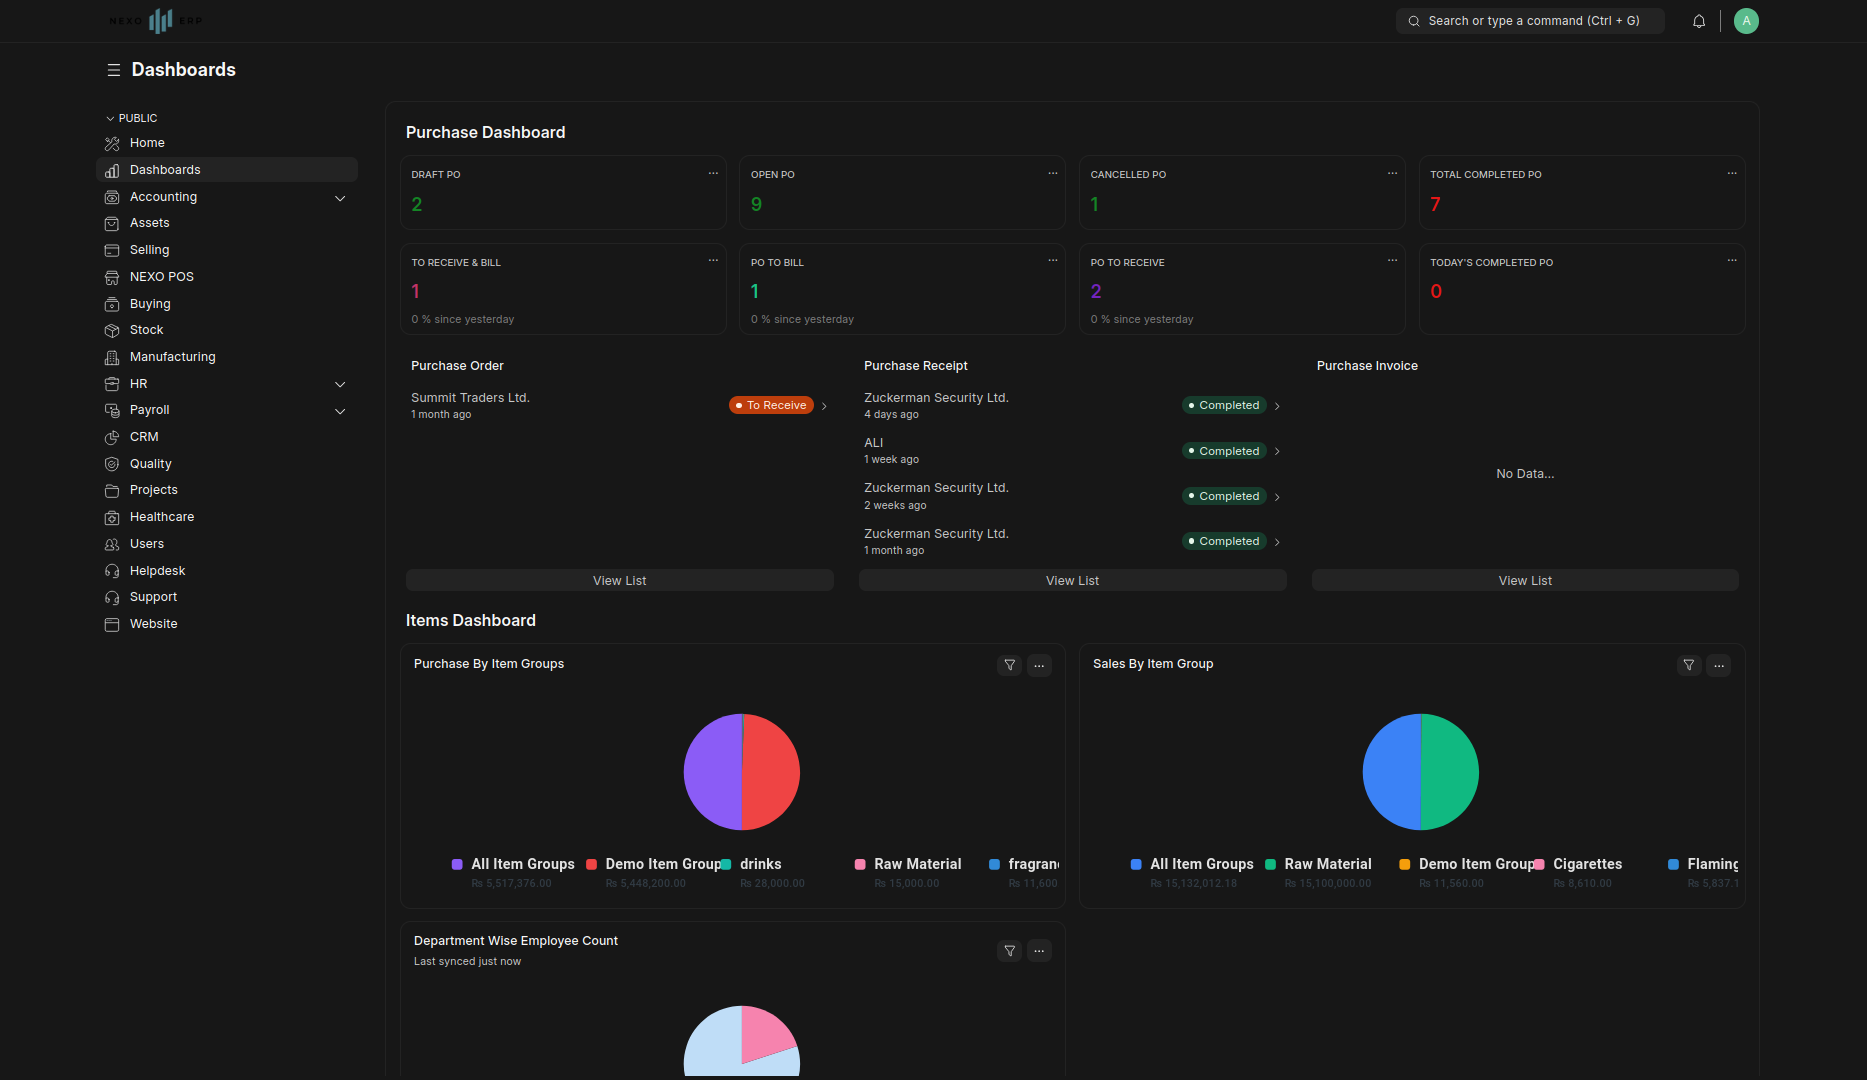 NEXO ERP
Search or type a command (Ctrl + G)
A
Dashboards
PUBLIC
Home
Dashboards
Accounting
Assets
Selling
NEXO POS
Buying
Stock
Manufacturing
HR
Payroll
CRM
Quality
Projects
Healthcare
Users
Helpdesk
Support
Website
Purchase Dashboard
DRAFT PO
2
OPEN PO
9
CANCELLED PO
1
TOTAL COMPLETED PO
7
TO RECEIVE & BILL
1
0 % since yesterday
PO TO BILL
1
0 % since yesterday
PO TO RECEIVE
2
0 % since yesterday
TODAY'S COMPLETED PO
0
Purchase Order
Summit Traders Ltd.
1 month ago
To Receive
View List
Purchase Receipt
Zuckerman Security Ltd.
4 days ago
Completed
ALI
1 week ago
Completed
Zuckerman Security Ltd.
2 weeks ago
Completed
Zuckerman Security Ltd.
1 month ago
Completed
View List
Purchase Invoice
No Data...
View List
Items Dashboard
Purchase By Item Groups
All Item Groups Demo Item Group drinks Raw Material fragran
₨ 5,517,376.00 ₨ 5,448,200.00 ₨ 28,000.00 ₨ 15,000.00 ₨ 11,600
Sales By Item Group
All Item Groups Raw Material Demo Item Group Cigarettes Flaming
₨ 15,132,012.18 ₨ 15,100,000.00 ₨ 11,560.00 ₨ 8,610.00 ₨ 5,837.1
Department Wise Employee Count
Last synced just now